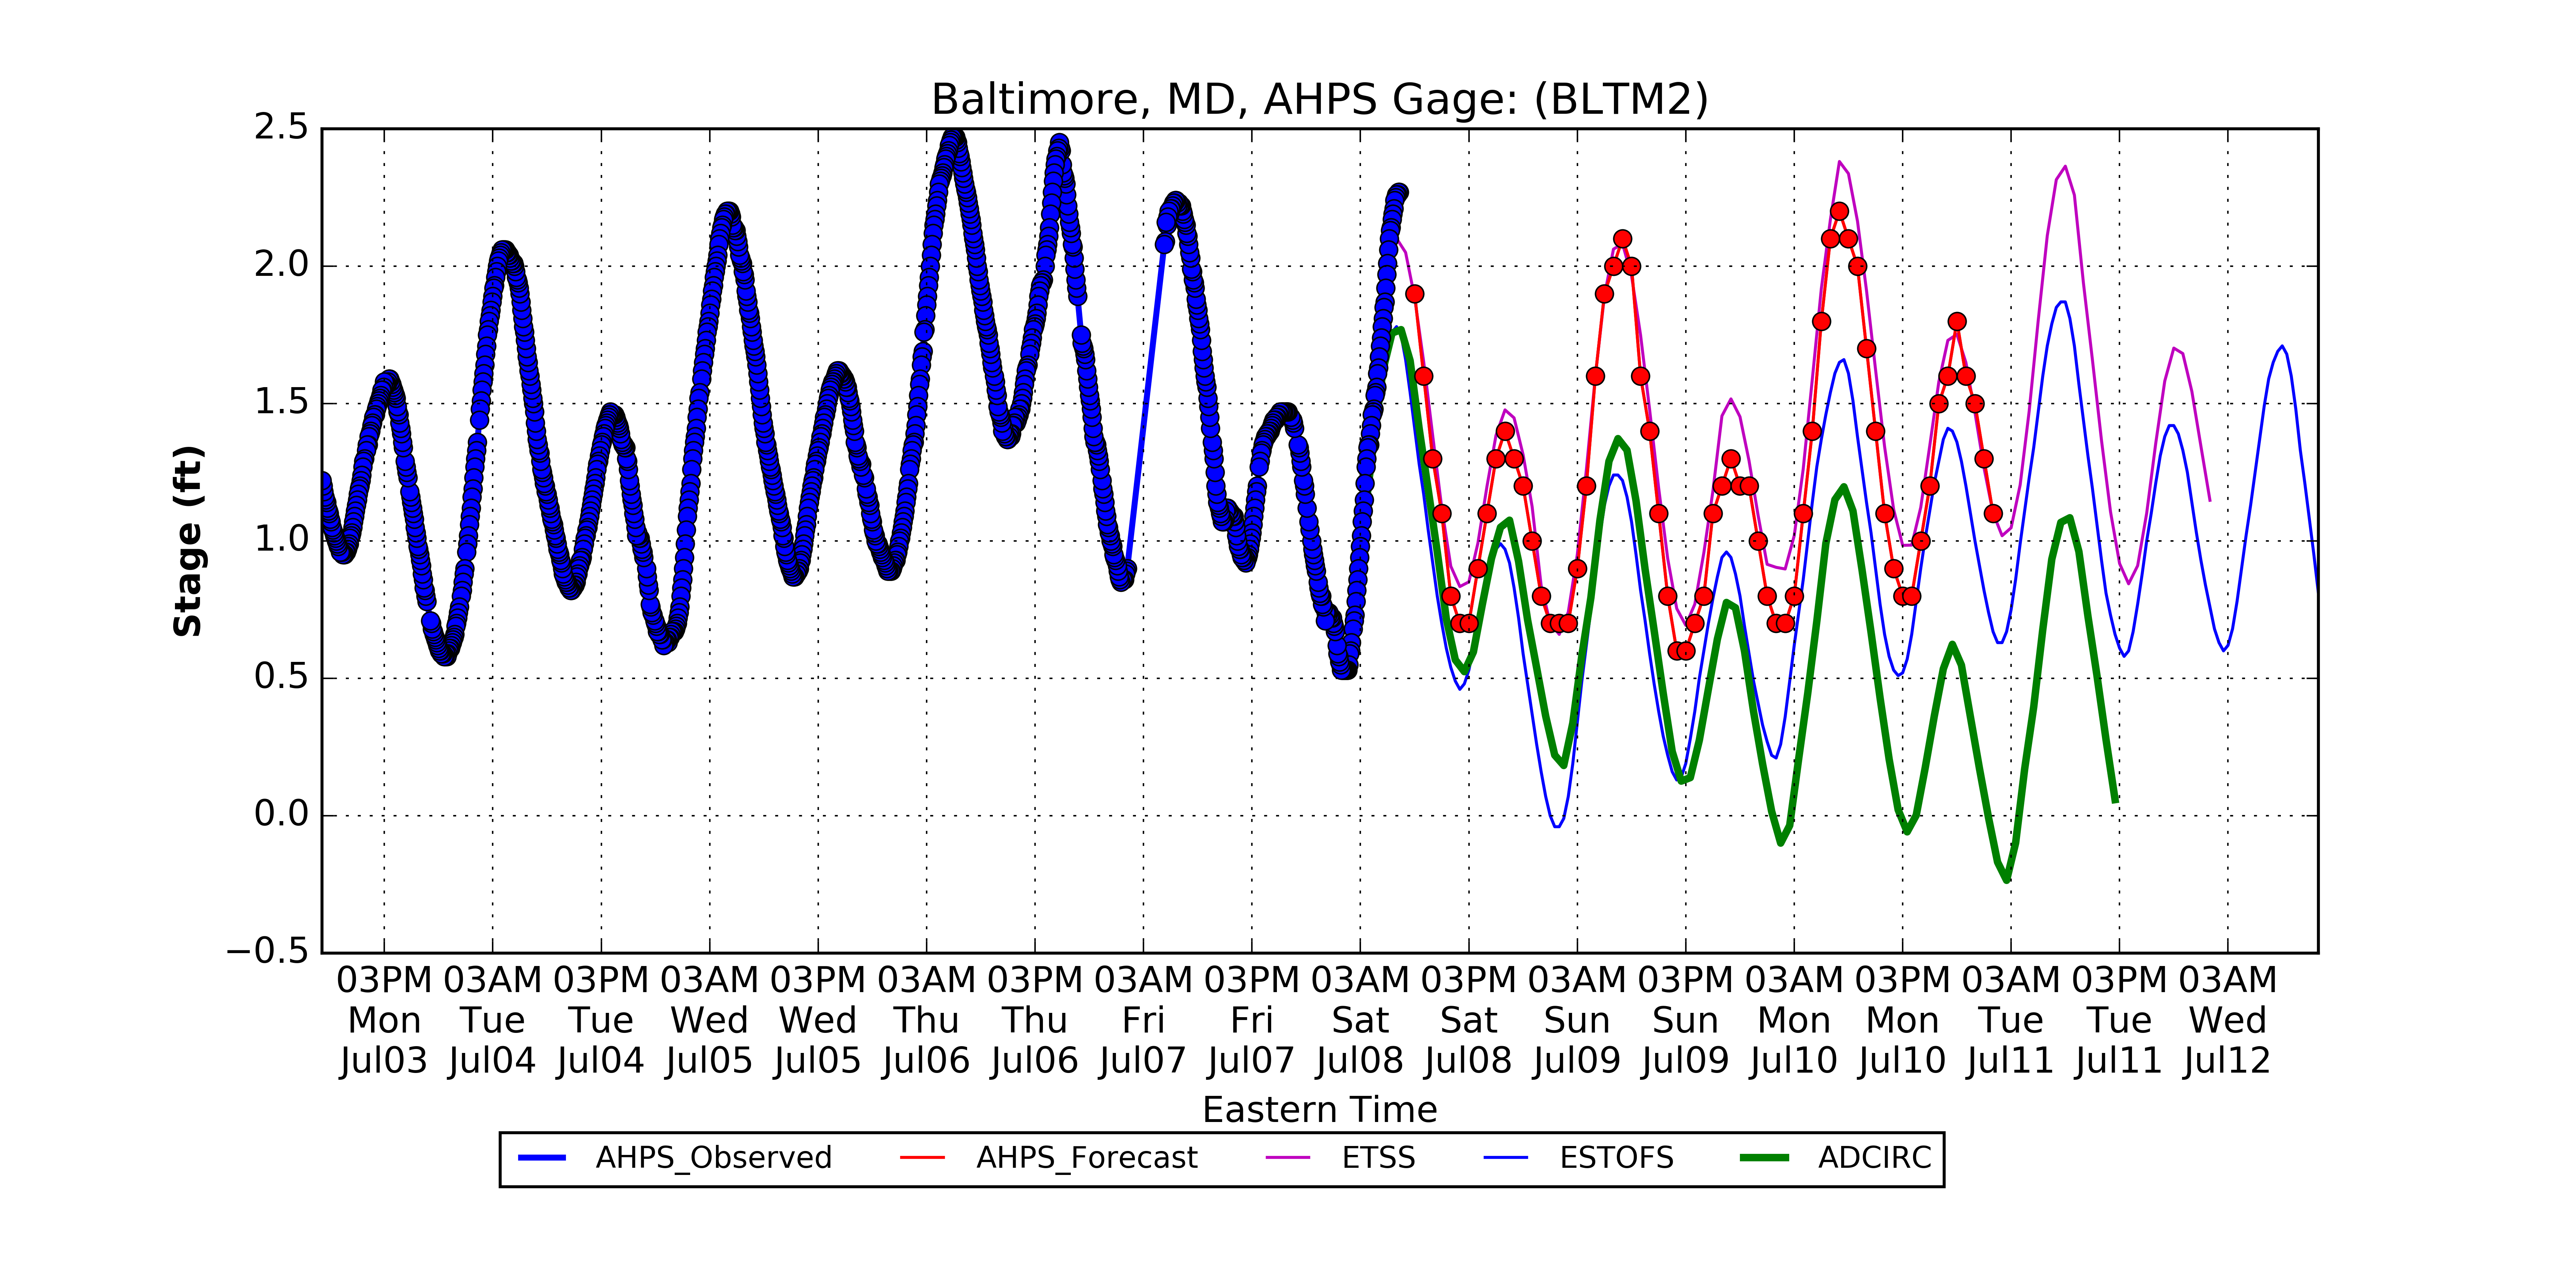 Baltimore, MD, AHPS Gage: (BLTM2)
2.5
2.0
1.5
1.0
0.5
0.0
−0.5
Stage (ft)
03PM 03AM 03PM 03AM 03PM 03AM 03PM 03AM 03PM 03AM 03PM 03AM 03PM 03AM 03PM 03AM 03PM 03AM
Mon Tue Tue Wed Wed Thu Thu Fri Fri Sat Sat Sun Sun Mon Mon Tue Tue Wed
Jul03 Jul04 Jul04 Jul05 Jul05 Jul06 Jul06 Jul07 Jul07 Jul08 Jul08 Jul09 Jul09 Jul10 Jul10 Jul11 Jul11 Jul12
Eastern Time
AHPS_Observed AHPS_Forecast ETSS ESTOFS ADCIRC